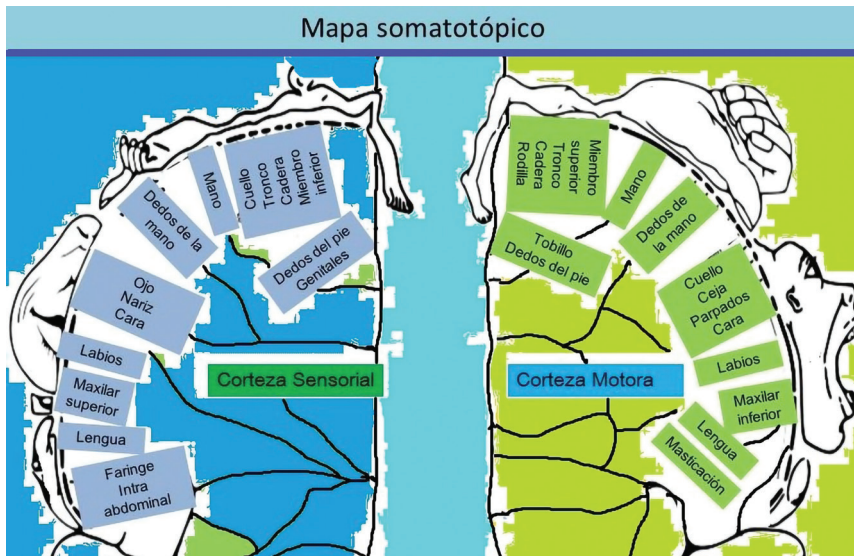 Mapa somatotópico
Mano
Cuello
Tronco
Cadera
Miembro
inferior
Dedos de la
mano
Dedos del pie
Genitales
Ojo
Nariz
Cara
Labios
Maxilar
superior
Lengua
Faringe
Intra
abdominal
Corteza Sensorial
Miembro
superior
Tronco
Cadera
Rodilla
Mano
Dedos de
la mano
Tobillo
Dedos del pie
Cuello
Ceja
Parpados
Cara
Labios
Maxilar
inferior
Lengua
Masticación
Corteza Motora